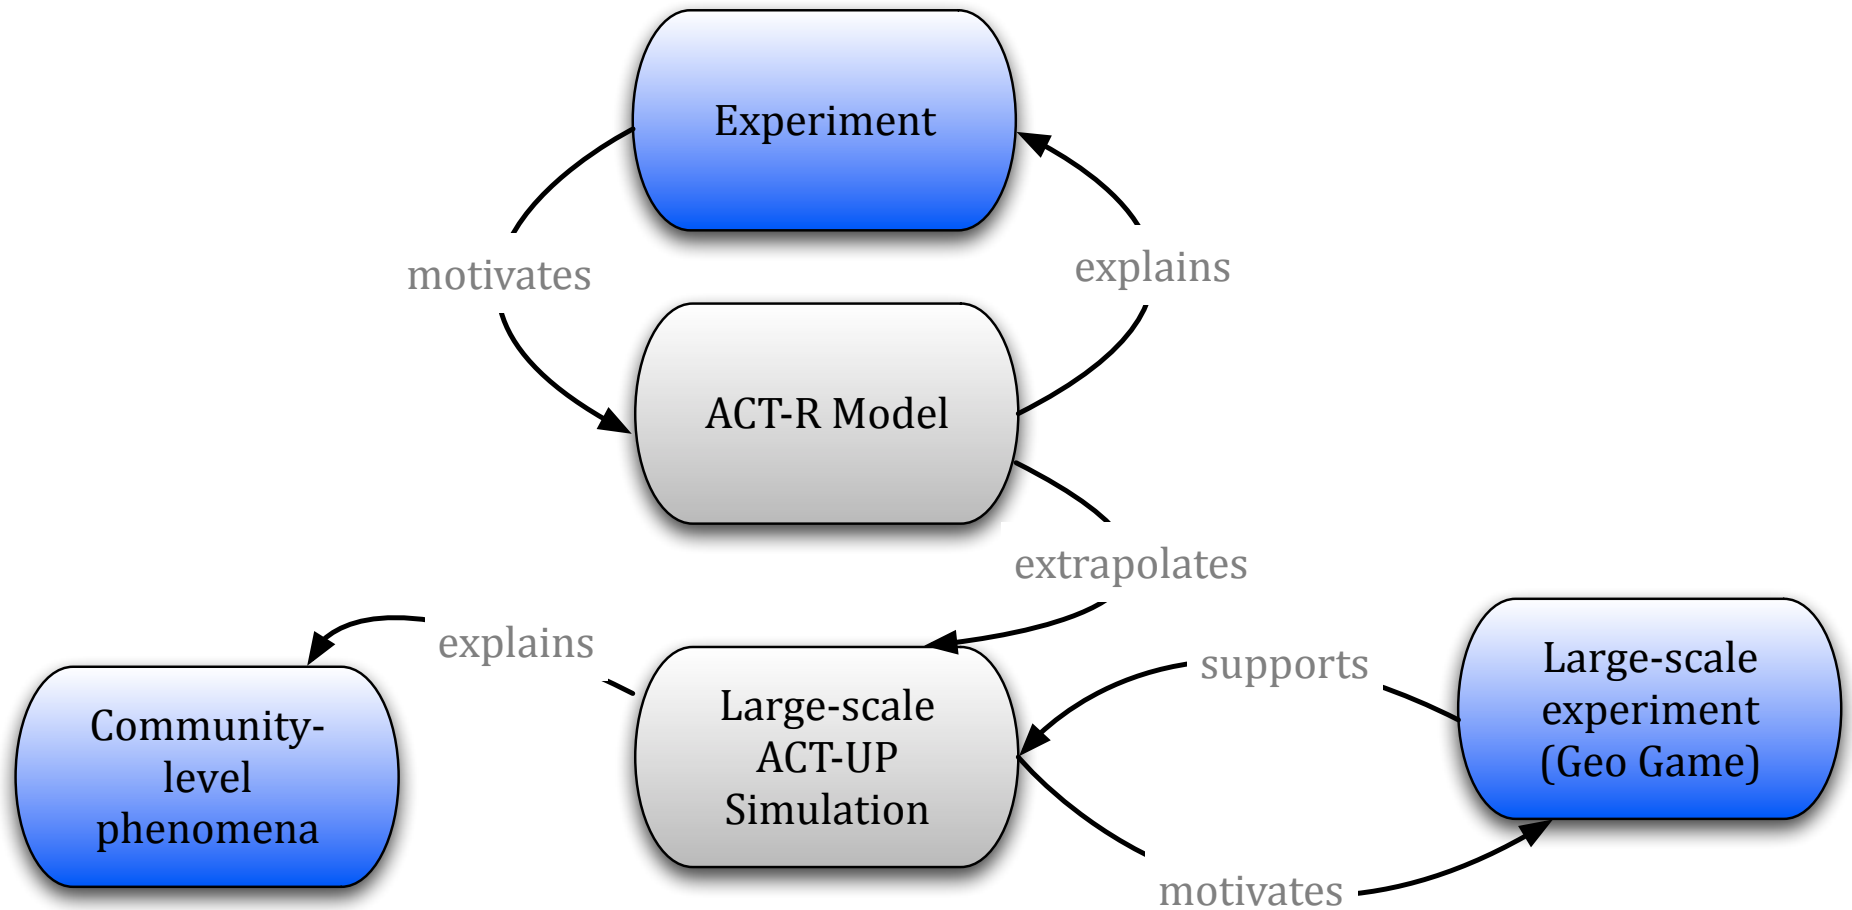 Experiment
motivates
explains
ACT-R Model
extrapolates
explains
supports
Community-
level
phenomena
Large-scale
ACT-UP
Simulation
Large-scale
experiment
(Geo Game)
motivates